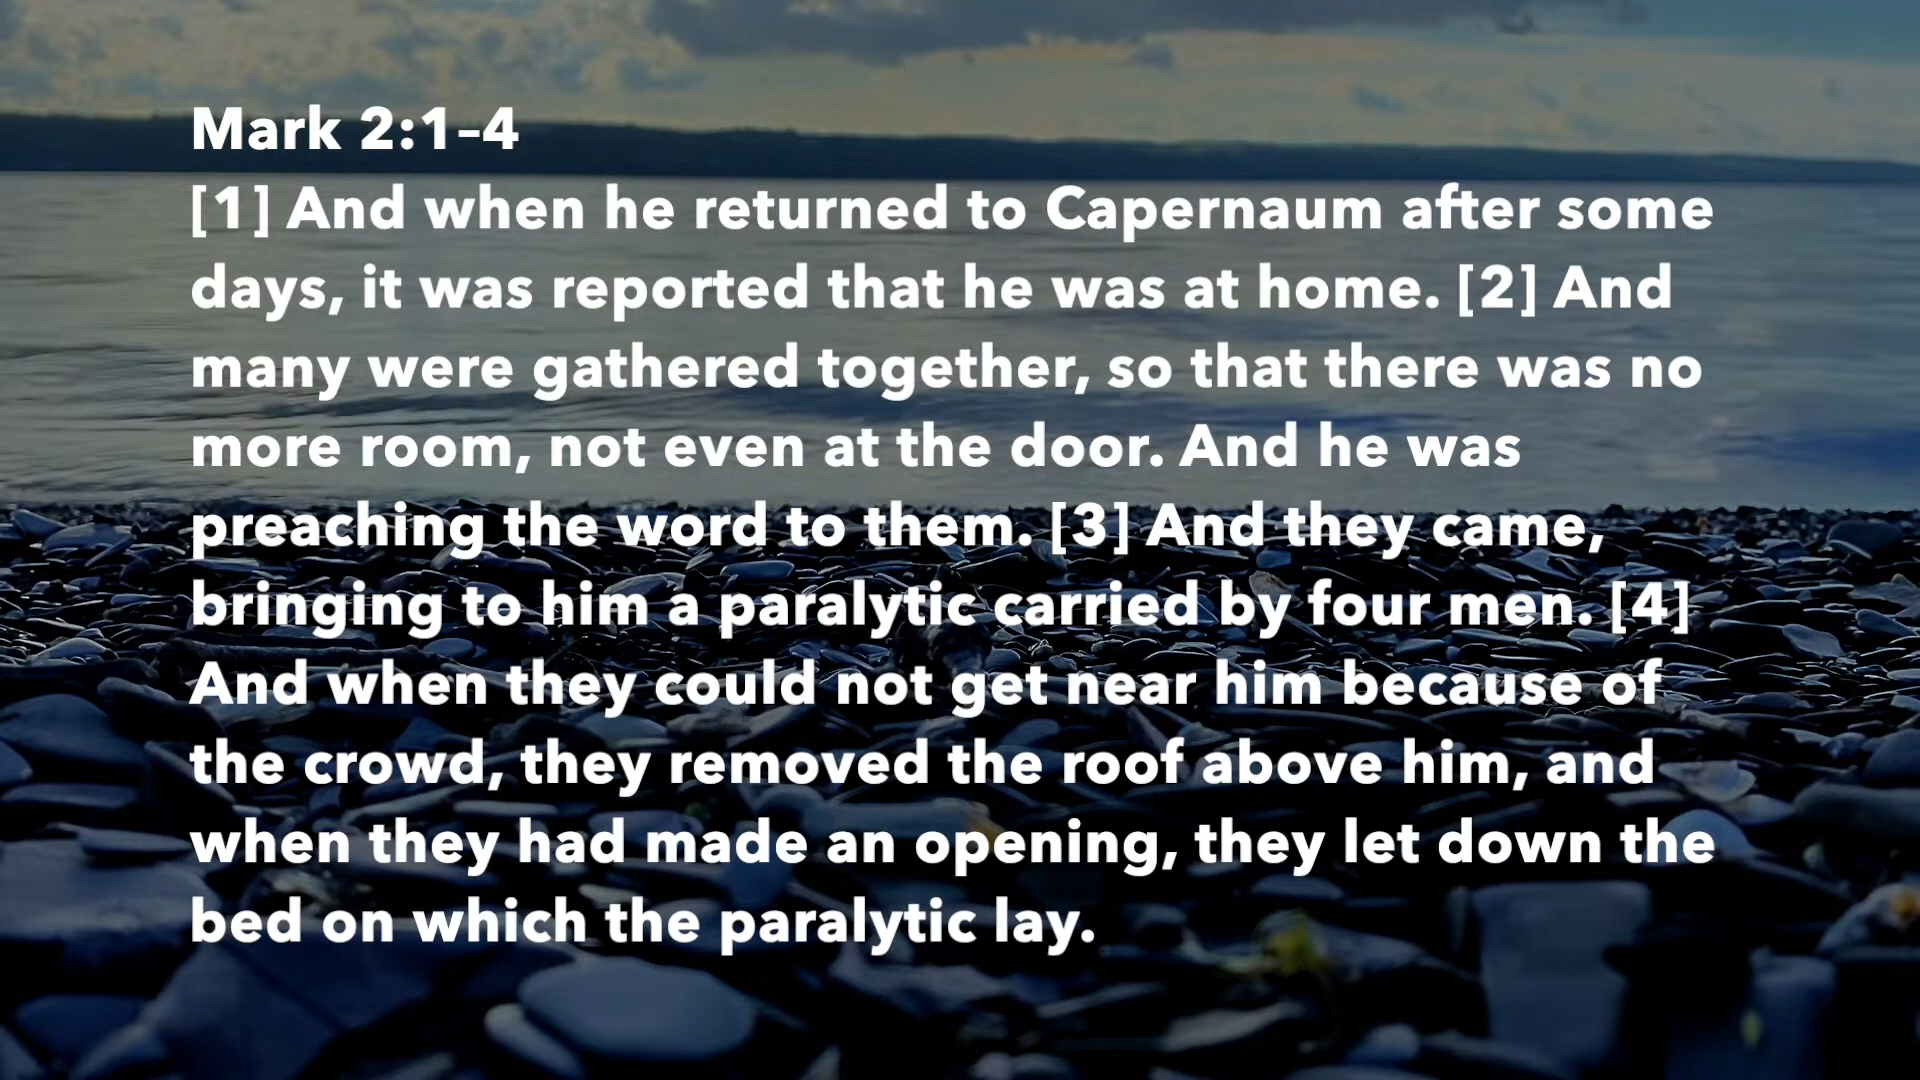 Mark 2:1–4
[1] And when he returned to Capernaum after some
days, it was reported that he was at home. [2] And
many were gathered together, so that there was no
more room, not even at the door. And he was
preaching the word to them. [3] And they came,
bringing to him a paralytic carried by four men. [4]
And when they could not get near him because of
the crowd, they removed the roof above him, and
when they had made an opening, they let down the
bed on which the paralytic lay.